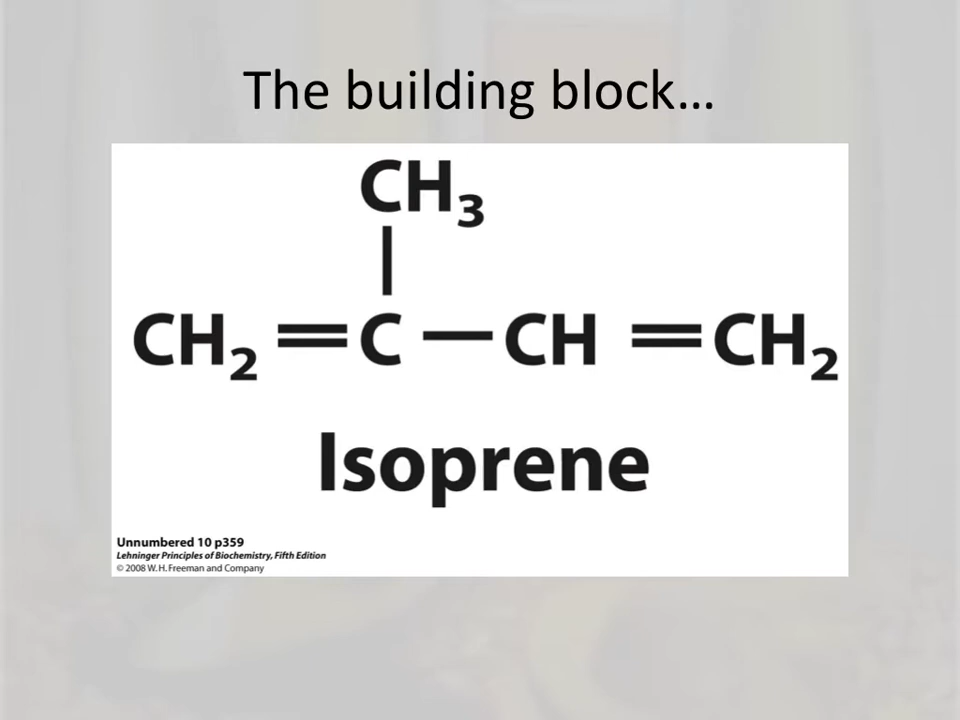 The building block…
CH₃
CH₂ = C — CH = CH₂
Isoprene
Unnumbered 10 p359
Lehninger Principles of Biochemistry, Fifth Edition
© 2008 W. H. Freeman and Company